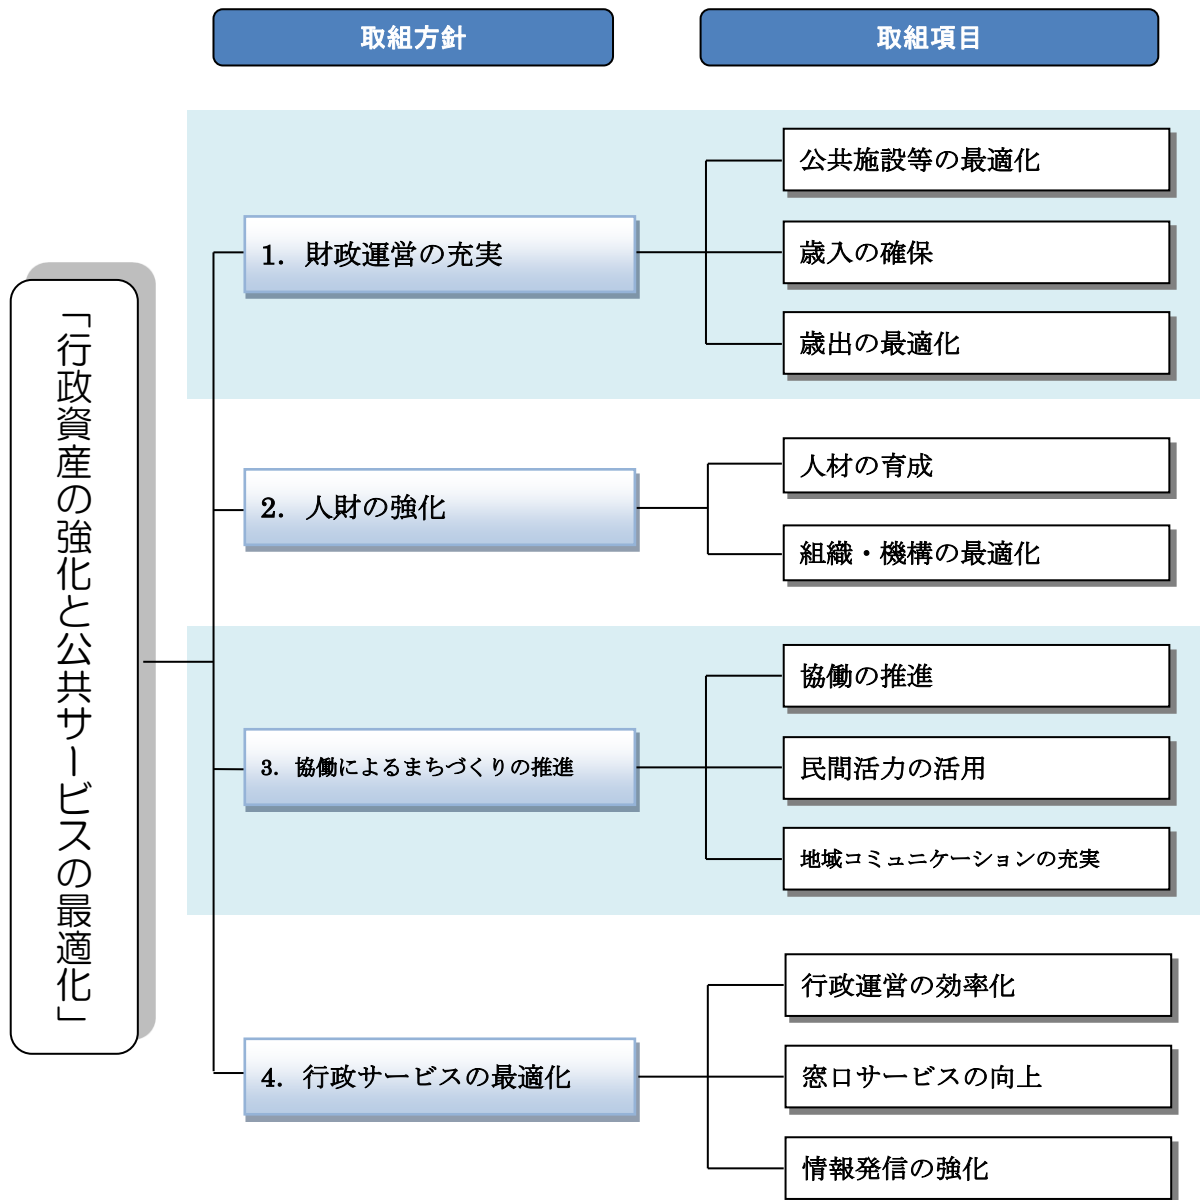 取組方針
取組項目
「行政資産の強化と公共サービスの最適化」
1. 財政運営の充実
公共施設等の最適化
歳入の確保
歳出の最適化
2. 人財の強化
人材の育成
組織・機構の最適化
3. 協働によるまちづくりの推進
協働の推進
民間活力の活用
地域コミュニケーションの充実
4. 行政サービスの最適化
行政運営の効率化
窓口サービスの向上
情報発信の強化